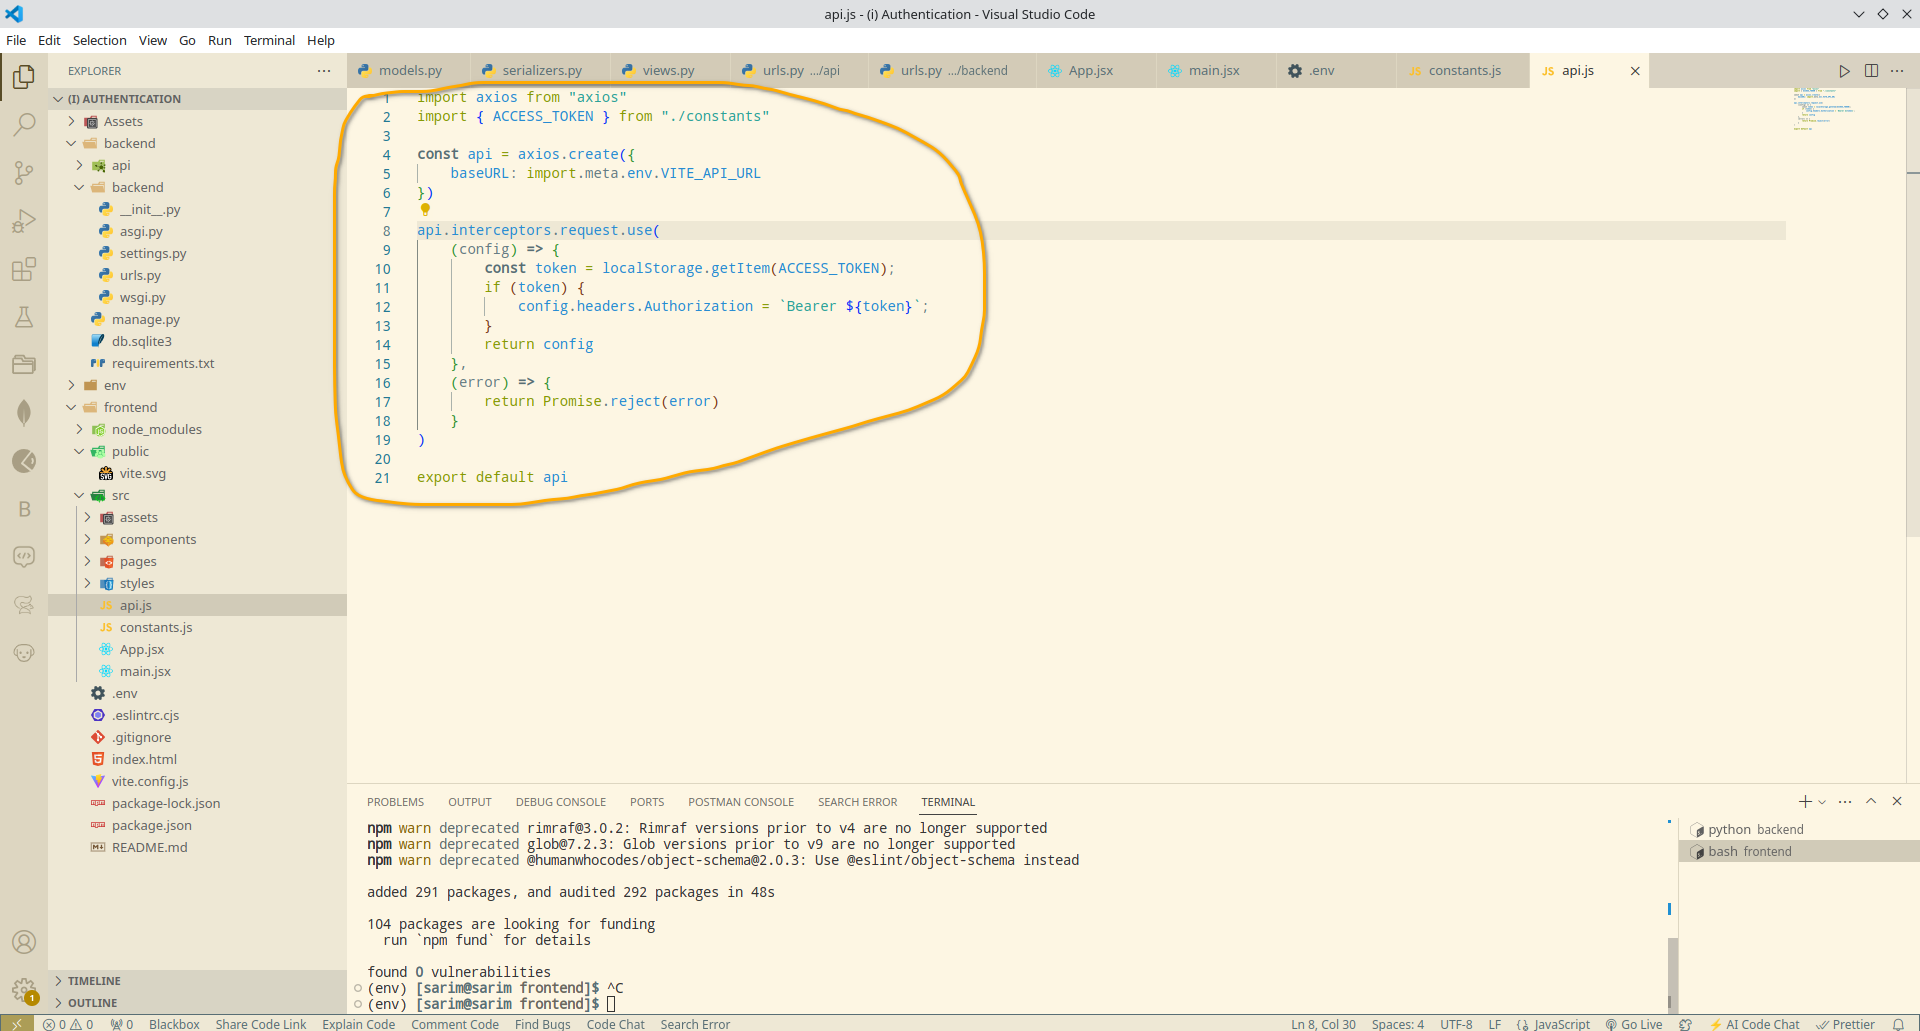 api.js - (i) Authentication - Visual Studio Code
File Edit Selection View Go Run Terminal Help
EXPLORER
models.py serializers.py views.py urls.py .../api urls.py .../backend App.jsx main.jsx .env constants.js api.js
(I) AUTHENTICATION
Assets
backend
api
backend
__init__.py
asgi.py
settings.py
urls.py
wsgi.py
manage.py
db.sqlite3
requirements.txt
env
frontend
node_modules
public
vite.svg
src
assets
components
pages
styles
api.js
constants.js
App.jsx
main.jsx
.env
.eslintrc.cjs
.gitignore
index.html
vite.config.js
package-lock.json
package.json
README.md
TIMELINE
OUTLINE
1 import axios from "axios"
2 import { ACCESS_TOKEN } from "./constants"
3
4 const api = axios.create({
5 baseURL: import.meta.env.VITE_API_URL
6 })
7
8 api.interceptors.request.use(
9 (config) => {
10 const token = localStorage.getItem(ACCESS_TOKEN);
11 if (token) {
12 config.headers.Authorization = `Bearer ${token}`;
13 }
14 return config
15 },
16 (error) => {
17 return Promise.reject(error)
18 }
19 )
20
21 export default api
PROBLEMS OUTPUT DEBUG CONSOLE PORTS POSTMAN CONSOLE SEARCH ERROR TERMINAL
npm warn deprecated rimraf@3.0.2: Rimraf versions prior to v4 are no longer supported
npm warn deprecated glob@7.2.3: Glob versions prior to v9 are no longer supported
npm warn deprecated @humanwhocodes/object-schema@2.0.3: Use @eslint/object-schema instead
added 291 packages, and audited 292 packages in 48s
104 packages are looking for funding
run `npm fund` for details
found 0 vulnerabilities
(env) [sarim@sarim frontend]$ ^C
(env) [sarim@sarim frontend]$
python backend
bash frontend
1
0 0 0 Blackbox Share Code Link Explain Code Comment Code Find Bugs Code Chat Search Error Ln 8, Col 30 Spaces: 4 UTF-8 LF JavaScript Go Live AI Code Chat Prettier